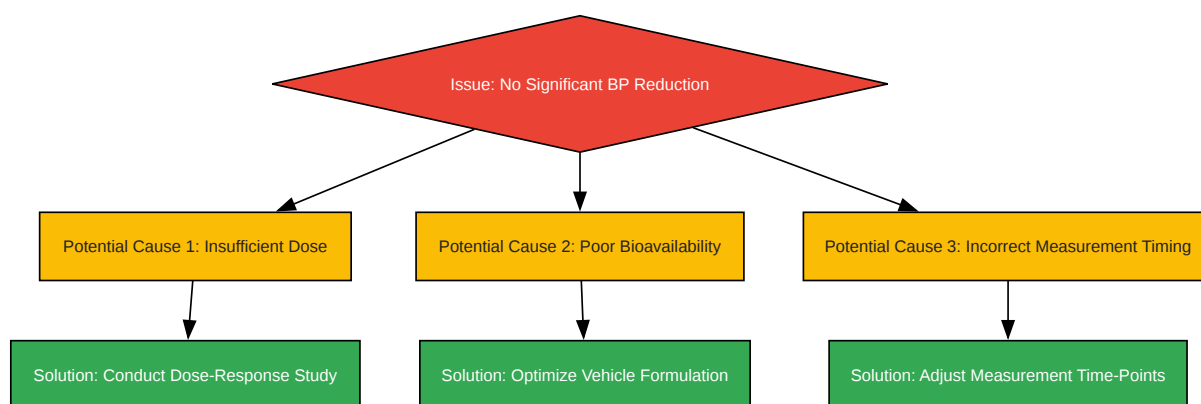 Issue: No Significant BP Reduction
Potential Cause 1: Insufficient Dose
Potential Cause 2: Poor Bioavailability
Potential Cause 3: Incorrect Measurement Timing
Solution: Conduct Dose-Response Study
Solution: Optimize Vehicle Formulation
Solution: Adjust Measurement Time-Points